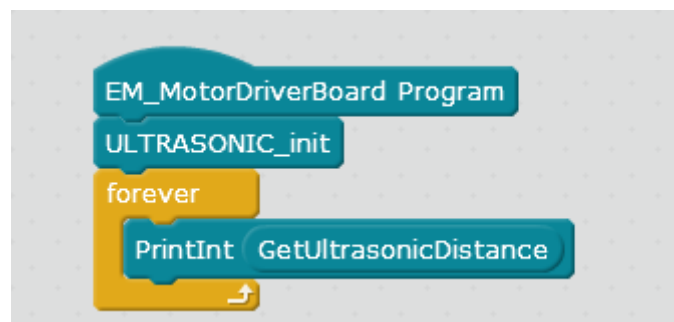 EM_MotorDriverBoard Program
ULTRASONIC_init
forever
PrintInt GetUltrasonicDistance